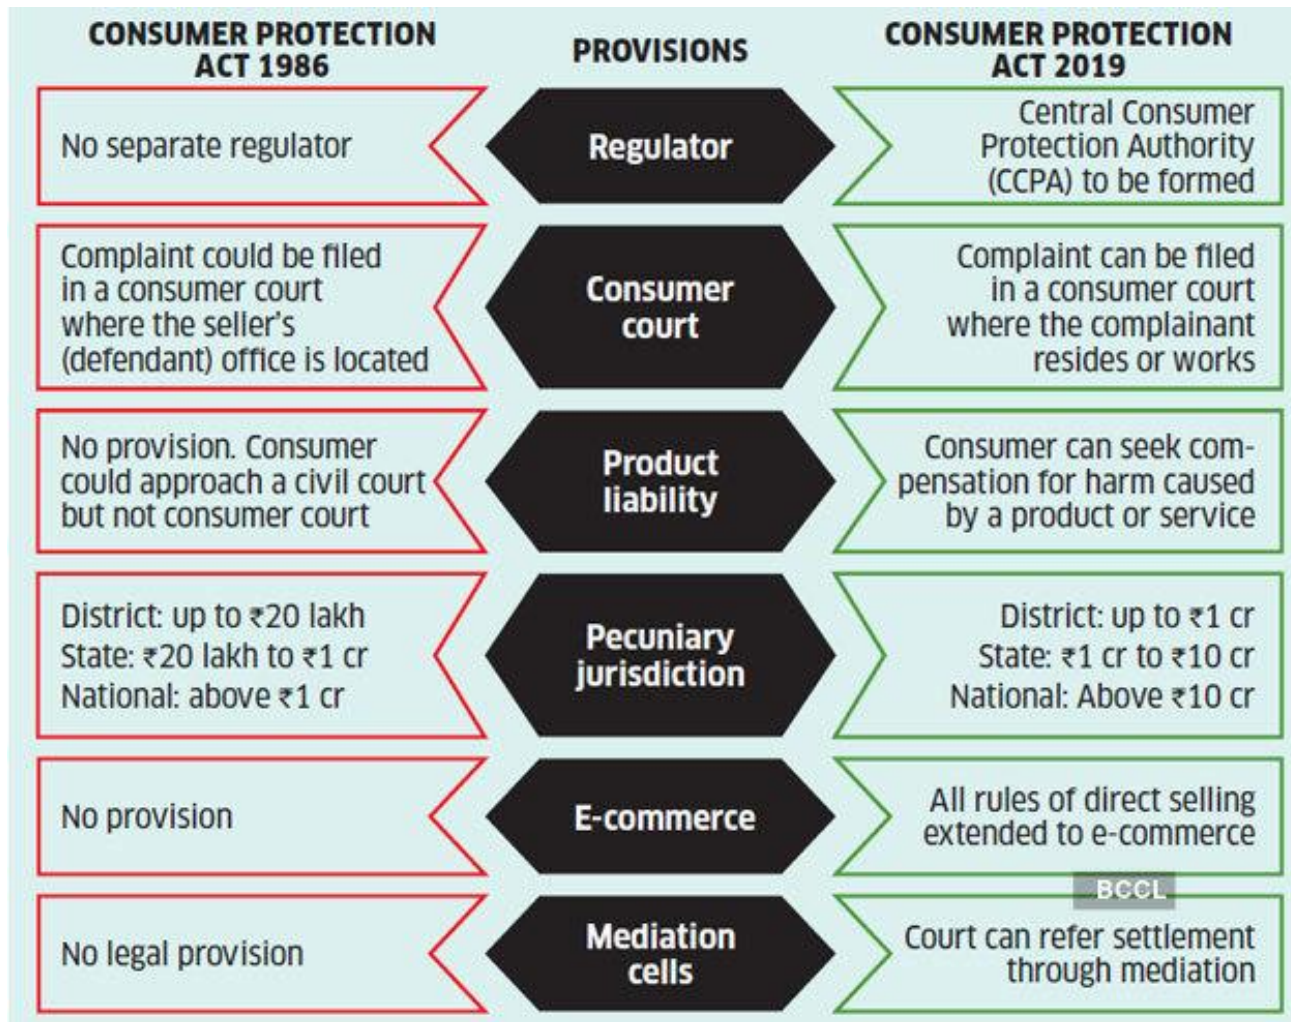 CONSUMER PROTECTION
ACT 1986
PROVISIONS
CONSUMER PROTECTION
ACT 2019
No separate regulator
Regulator
Central Consumer
Protection Authority
(CCPA) to be formed
Complaint could be filed
in a consumer court
where the seller's
(defendant) office is located
Consumer
court
Complaint can be filed
in a consumer court
where the complainant
resides or works
No provision. Consumer
could approach a civil court
but not consumer court
Product
liability
Consumer can seek com-
pensation for harm caused
by a product or service
District: up to ₹20 lakh
State: ₹20 lakh to ₹1 cr
National: above ₹1 cr
Pecuniary
jurisdiction
District: up to ₹1 cr
State: ₹1 cr to ₹10 cr
National: Above ₹10 cr
No provision
E-commerce
All rules of direct selling
extended to e-commerce
BCCL
No legal provision
Mediation
cells
Court can refer settlement
through mediation